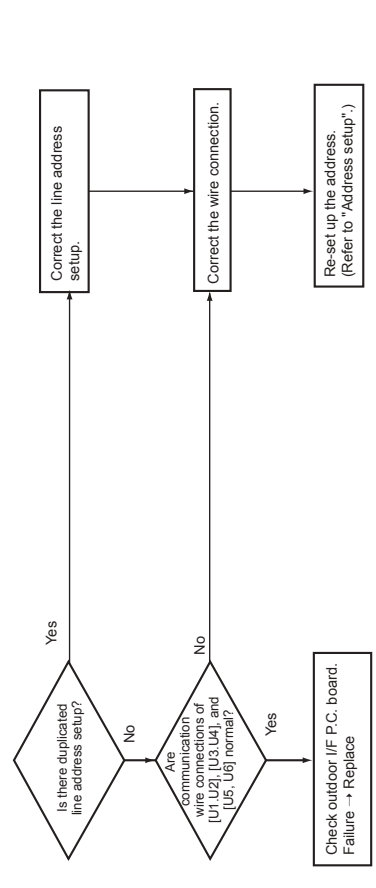 Is there duplicated
line address setup?
Yes
Correct the line address
setup.
No
Are
communication
wire connections of
[U1.U2], [U3.U4], and
[U5, U6] normal?
No
Correct the wire connection.
Yes
Check outdoor I/F P.C. board.
Failure → Replace
Re-set up the address.
(Refer to "Address setup".)